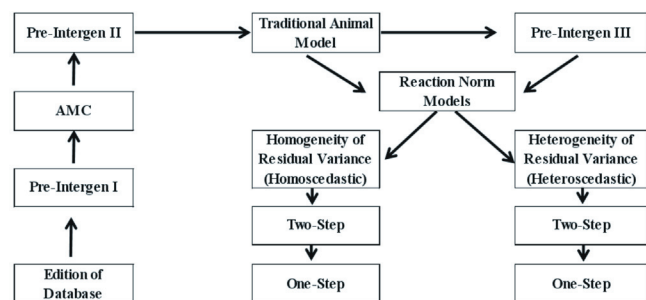 Pre-Intergen II
Traditional Animal
Model
Pre-Intergen III
Reaction Norm
Models
AMC
Homogeneity of
Residual Variance
(Homoscedastic)
Heterogeneity of
Residual Variance
(Heteroscedastic)
Pre-Intergen I
Two-Step
Two-Step
Edition of
Database
One-Step
One-Step